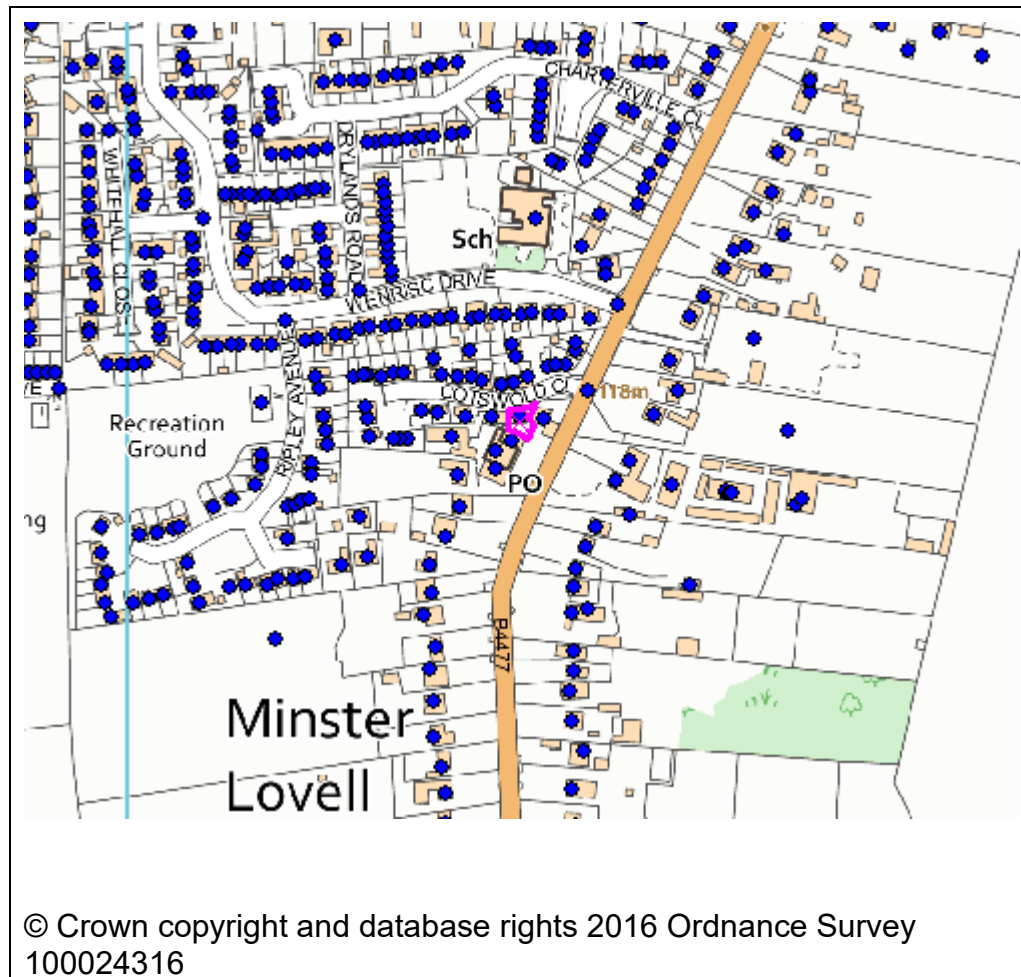 CHARTERVILLE CL
DRYLANDS ROAD
WHITEHALL CLOSE
Sch
WENRISC DRIVE
RIPLEY AVENUE
COTSWOLD CL
118m
Recreation
Ground
PO
B4477
Minster
Lovell
© Crown copyright and database rights 2016 Ordnance Survey
100024316